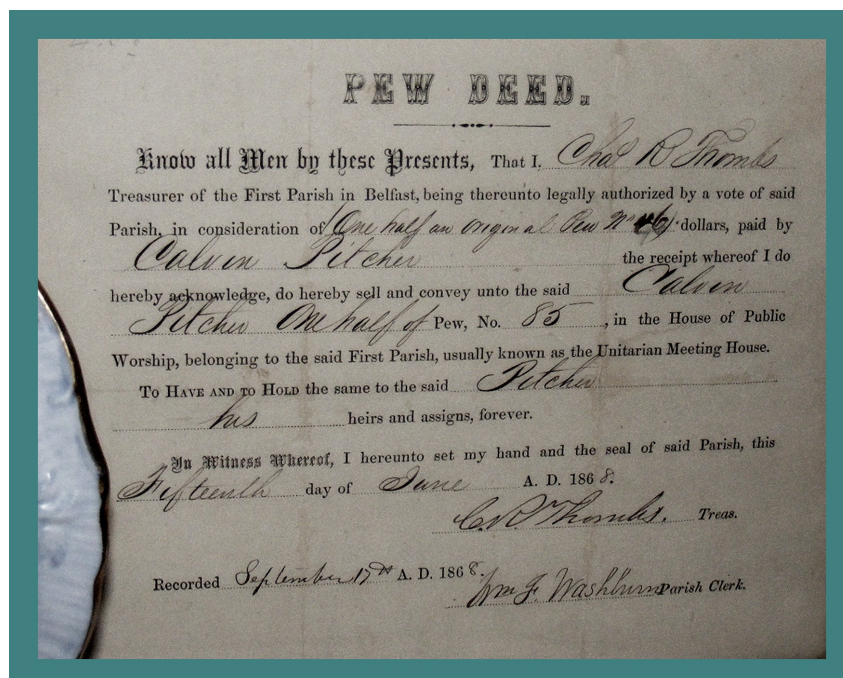 PEW DEED.
Know all Men by these Presents, That I, Chas R Thombs
Treasurer of the First Parish in Belfast, being thereunto legally authorized by a vote of said
Parish, in consideration of (One half an original Pew No 46) dollars, paid by
Calvin Pitcher the receipt whereof I do
hereby acknowledge, do hereby sell and convey unto the said Calvin
Pitcher One half of Pew, No. 85, in the House of Public
Worship, belonging to the said First Parish, usually known as the Unitarian Meeting House.
To Have and to Hold the same to the said Pitcher
his heirs and assigns, forever.
In Witness Whereof, I hereunto set my hand and the seal of said Parish, this
Fifteenth day of June A. D. 1868.
C. R. Thombs. Treas.
Recorded September 17th A. D. 1868.
Wm F. Washburn Parish Clerk.